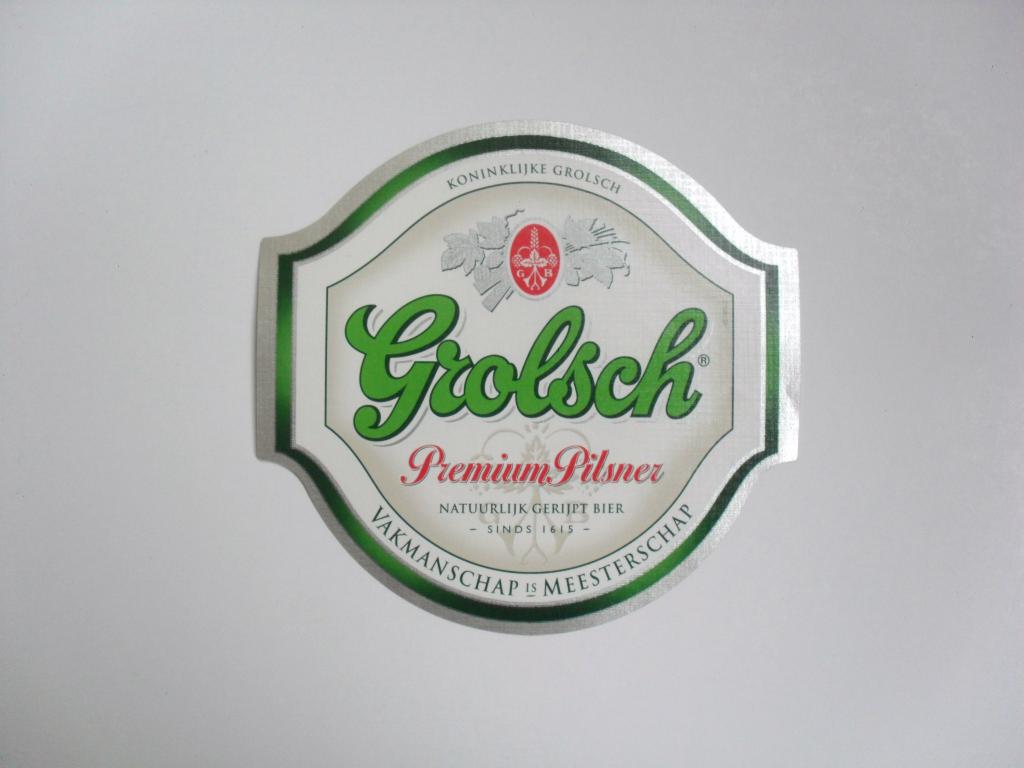 KONINKLIJKE GROLSCH
G B
Grolsch®
Premium Pilsner
G B
NATUURLIJK GERIJPT BIER
– SINDS 1615 –
VAKMANSCHAP IS MEESTERSCHAP